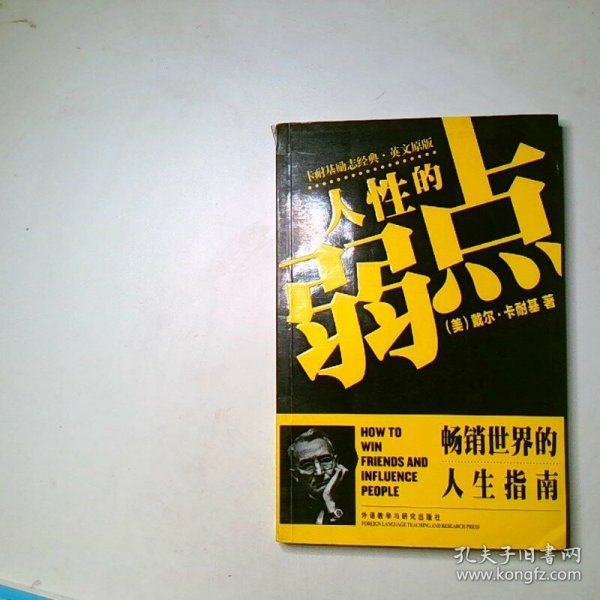 卡耐基励志经典·英文原版
人性的
弱点
(美)戴尔·卡耐基 著
HOW TO
WIN
FRIENDS AND
INFLUENCE
PEOPLE
畅销世界的
人生指南
外语教学与研究出版社
FOREIGN LANGUAGE TEACHING AND RESEARCH PRESS
孔夫子旧书网
www.kongfz.com